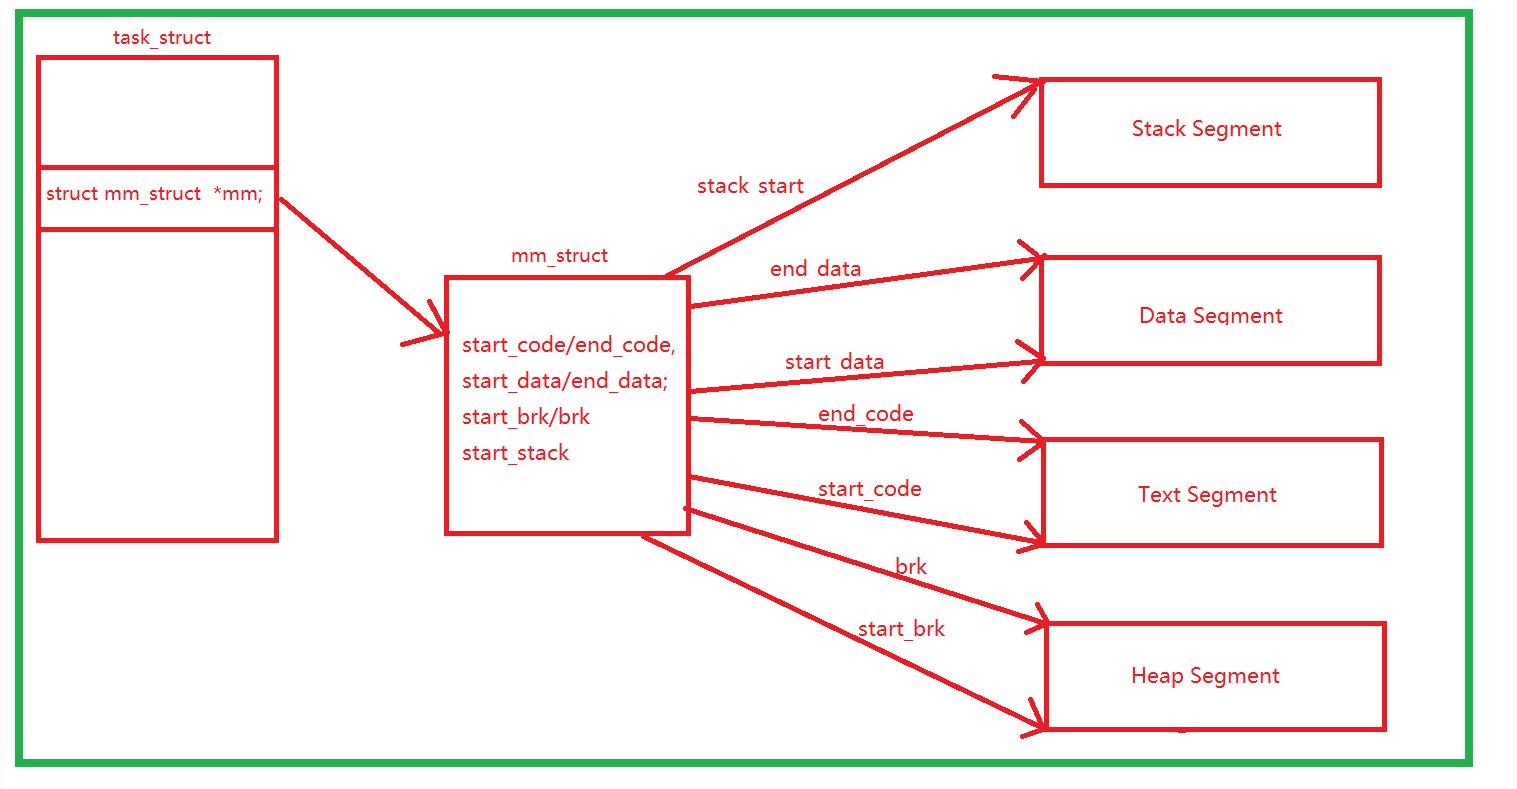 task_struct
struct mm_struct *mm;
mm_struct
start_code/end_code,
start_data/end_data;
start_brk/brk
start_stack
stack start
end data
start data
end_code
start_code
brk
start_brk
Stack Segment
Data Segment
Text Segment
Heap Segment